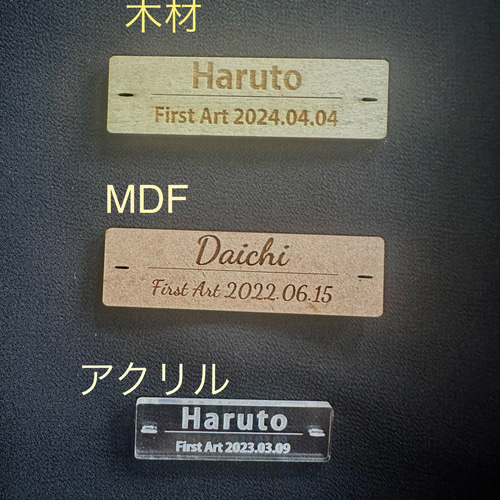 木材
Haruto
First Art 2024.04.04
MDF
Daichi
First Art 2022.06.15
アクリル
Haruto
First Art 2023.03.09